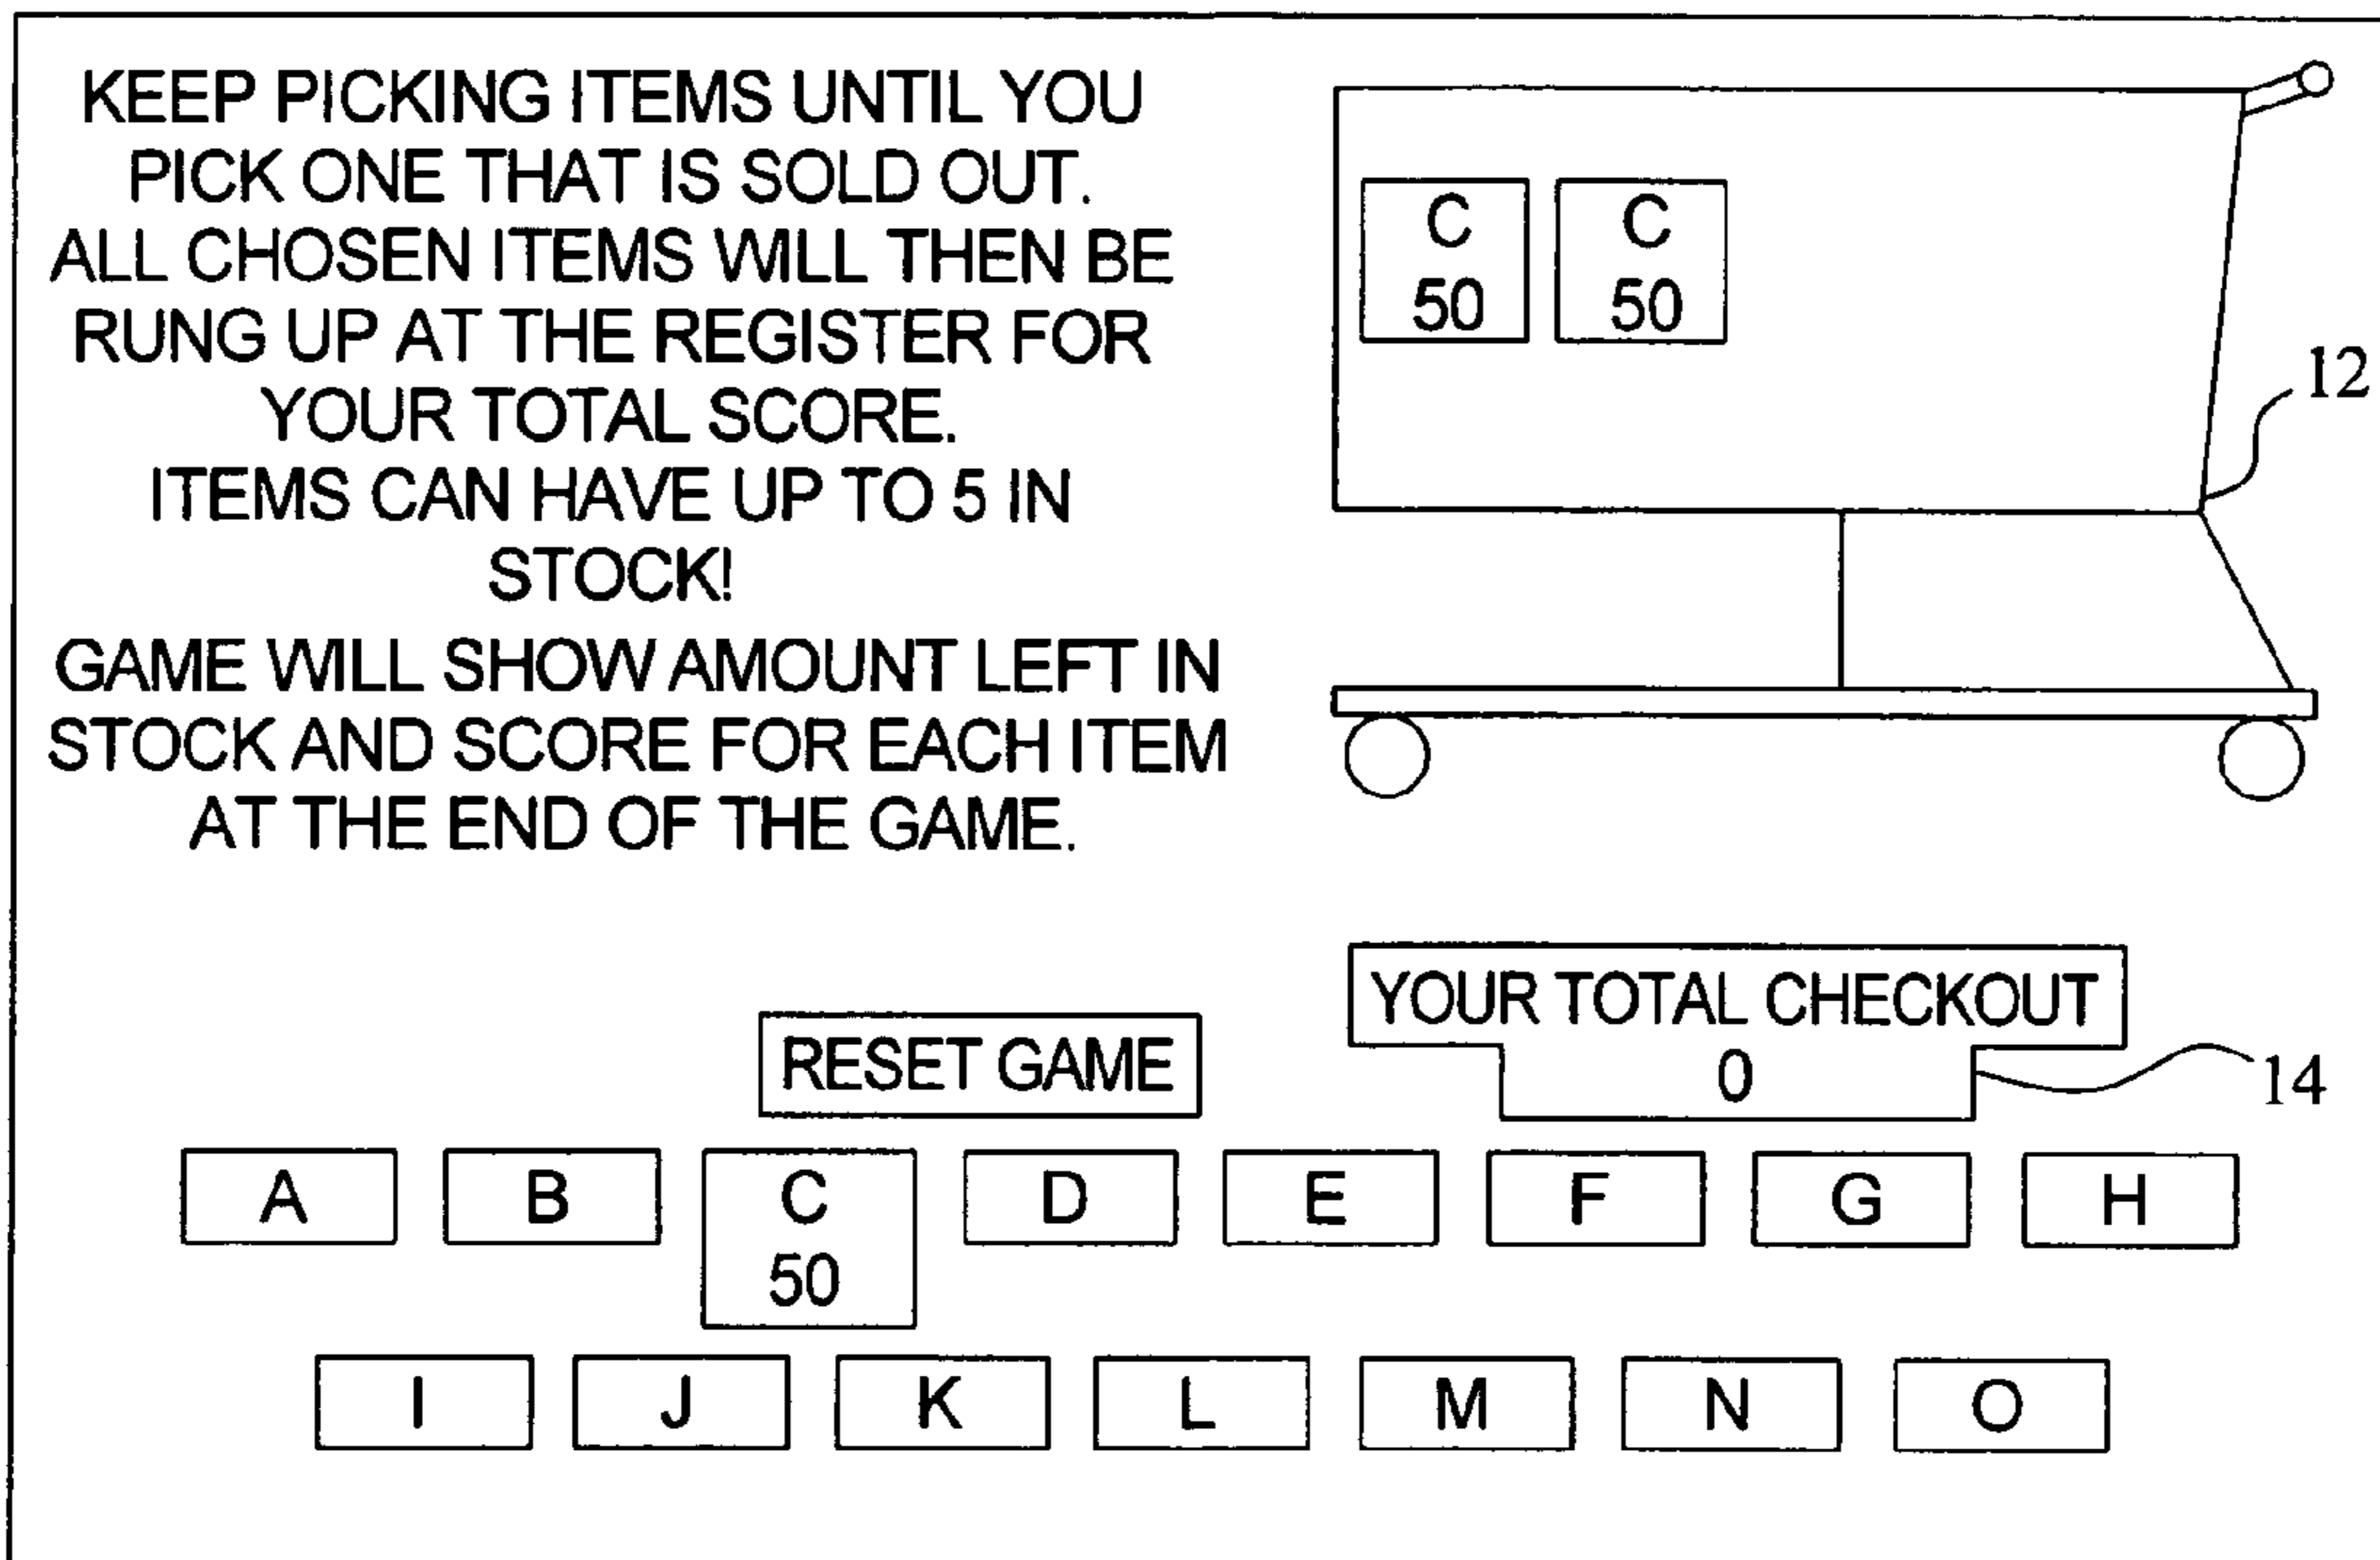 KEEP PICKING ITEMS UNTIL YOU
PICK ONE THAT IS SOLD OUT.
ALL CHOSEN ITEMS WILL THEN BE
RUNG UP AT THE REGISTER FOR
YOUR TOTAL SCORE.
ITEMS CAN HAVE UP TO 5 IN
STOCK!
GAME WILL SHOW AMOUNT LEFT IN
STOCK AND SCORE FOR EACH ITEM
AT THE END OF THE GAME.
C C
50 50
12
YOUR TOTAL CHECKOUT
0
14
RESET GAME
A B C D E F G H
50
I J K L M N O